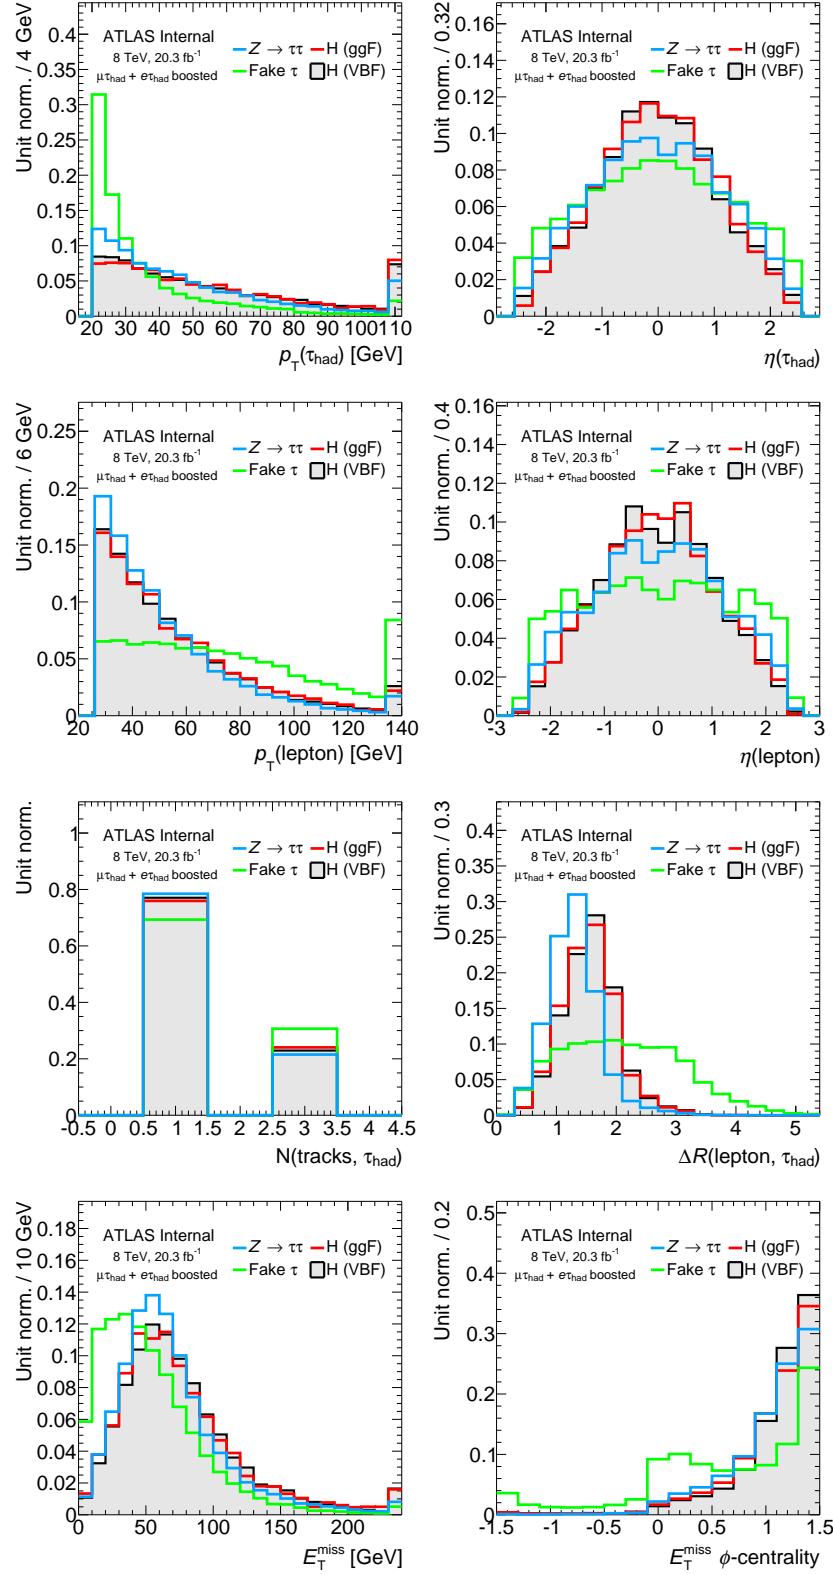 Unit norm. / 4 GeV
0.4
0.35
0.3
0.25
0.2
0.15
0.1
0.05
0
ATLAS Internal
8 TeV, 20.3 fb⁻¹
μτhad + eτhad boosted
Z → ττ
H (ggF)
Fake τ
H (VBF)
20 30 40 50 60 70 80 90 100 110
pT(τhad) [GeV]
Unit norm. / 0.32
0.16
0.14
0.12
0.1
0.08
0.06
0.04
0.02
0
ATLAS Internal
8 TeV, 20.3 fb⁻¹
μτhad + eτhad boosted
Z → ττ
H (ggF)
Fake τ
H (VBF)
-2 -1 0 1 2
η(τhad)
Unit norm. / 6 GeV
0.25
0.2
0.15
0.1
0.05
0
ATLAS Internal
8 TeV, 20.3 fb⁻¹
μτhad + eτhad boosted
Z → ττ
H (ggF)
Fake τ
H (VBF)
20 40 60 80 100 120 140
pT(lepton) [GeV]
Unit norm. / 0.4
0.16
0.14
0.12
0.1
0.08
0.06
0.04
0.02
0
ATLAS Internal
8 TeV, 20.3 fb⁻¹
μτhad + eτhad boosted
Z → ττ
H (ggF)
Fake τ
H (VBF)
-3 -2 -1 0 1 2 3
η(lepton)
Unit norm.
1
0.8
0.6
0.4
0.2
0
ATLAS Internal
8 TeV, 20.3 fb⁻¹
μτhad + eτhad boosted
Z → ττ
H (ggF)
Fake τ
H (VBF)
-0.5 0 0.5 1 1.5 2 2.5 3 3.5 4 4.5
N(tracks, τhad)
Unit norm. / 0.3
0.4
0.35
0.3
0.25
0.2
0.15
0.1
0.05
0
ATLAS Internal
8 TeV, 20.3 fb⁻¹
μτhad + eτhad boosted
Z → ττ
H (ggF)
Fake τ
H (VBF)
0 1 2 3 4 5
ΔR(lepton, τhad)
Unit norm. / 10 GeV
0.18
0.16
0.14
0.12
0.1
0.08
0.06
0.04
0.02
0
ATLAS Internal
8 TeV, 20.3 fb⁻¹
μτhad + eτhad boosted
Z → ττ
H (ggF)
Fake τ
H (VBF)
0 50 100 150 200
ETmiss [GeV]
Unit norm. / 0.2
0.5
0.4
0.3
0.2
0.1
0
ATLAS Internal
8 TeV, 20.3 fb⁻¹
μτhad + eτhad boosted
Z → ττ
H (ggF)
Fake τ
H (VBF)
-1.5 -1 -0.5 0 0.5 1 1.5
ETmiss φ-centrality